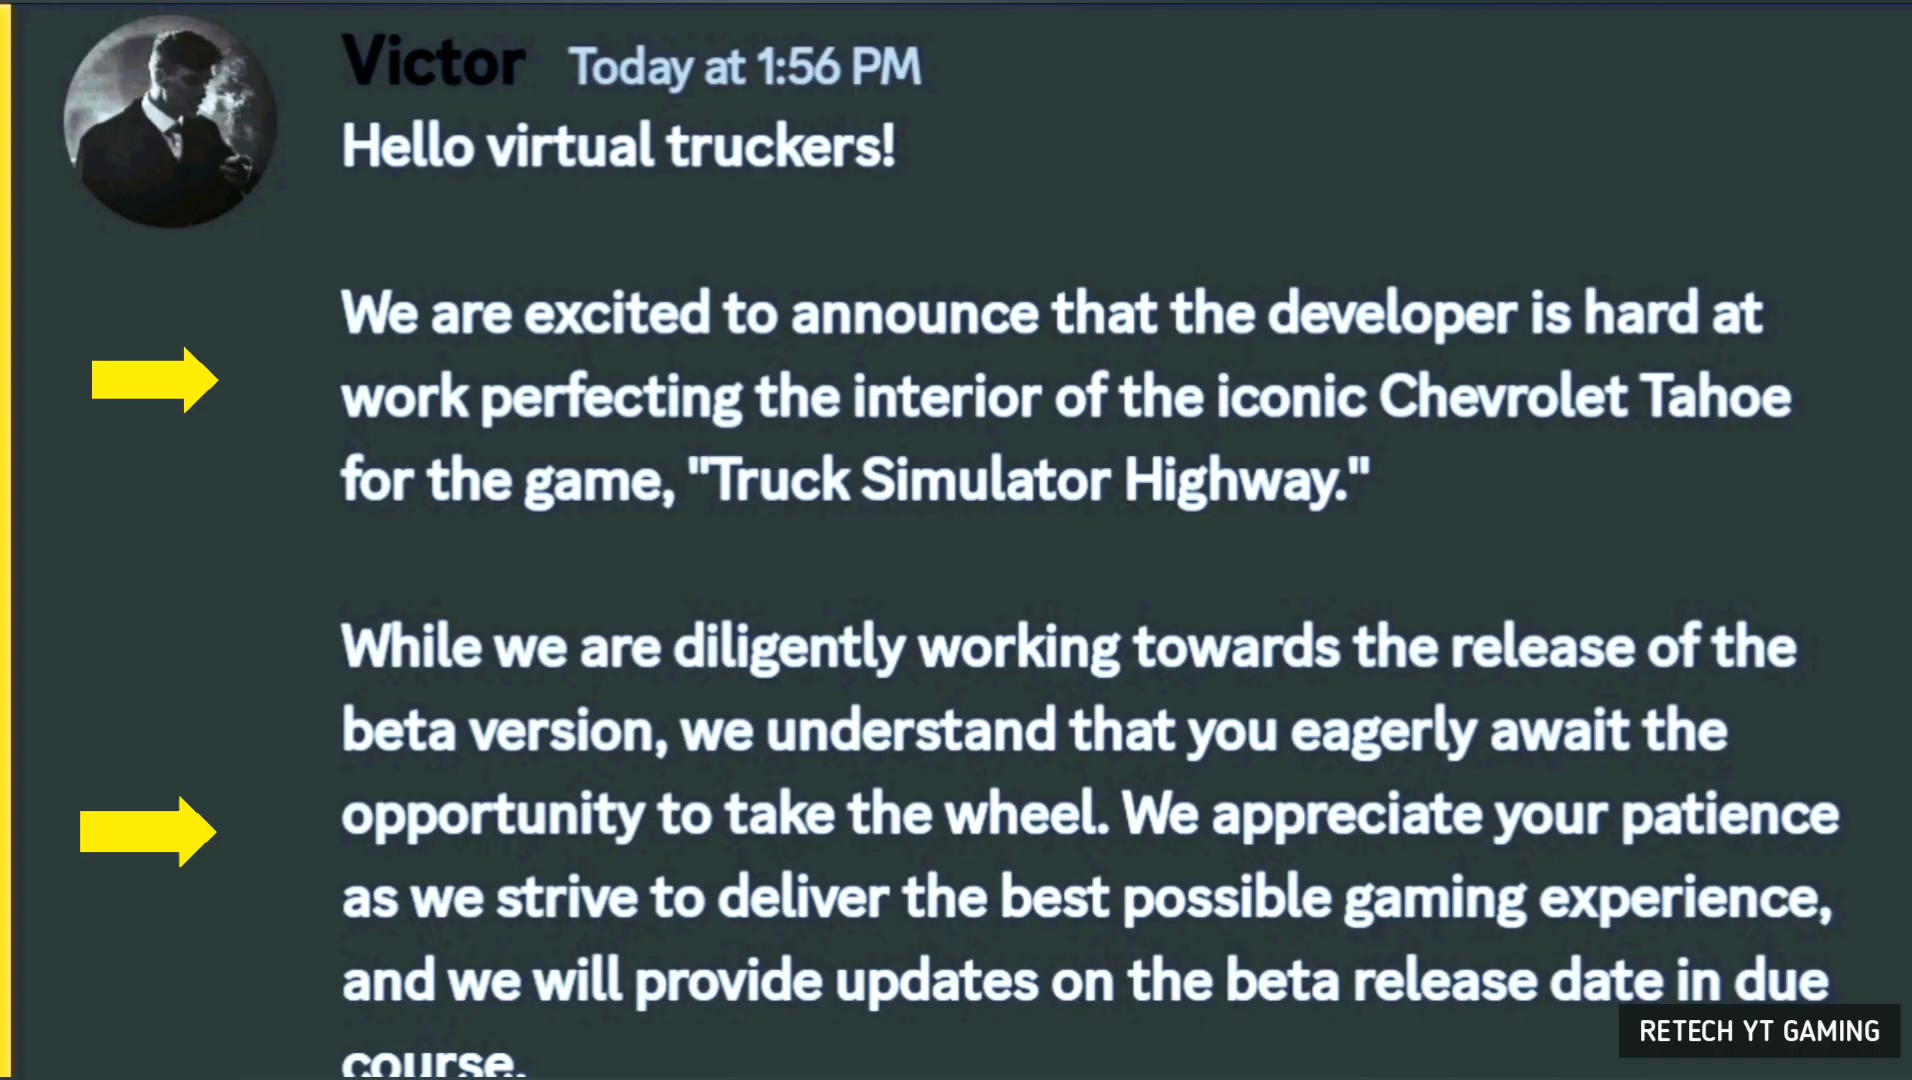 Victor Today at 1:56 PM
Hello virtual truckers!
We are excited to announce that the developer is hard at
work perfecting the interior of the iconic Chevrolet Tahoe
for the game, "Truck Simulator Highway."
While we are diligently working towards the release of the
beta version, we understand that you eagerly await the
opportunity to take the wheel. We appreciate your patience
as we strive to deliver the best possible gaming experience,
and we will provide updates on the beta release date in due
course.
RETECH YT GAMING